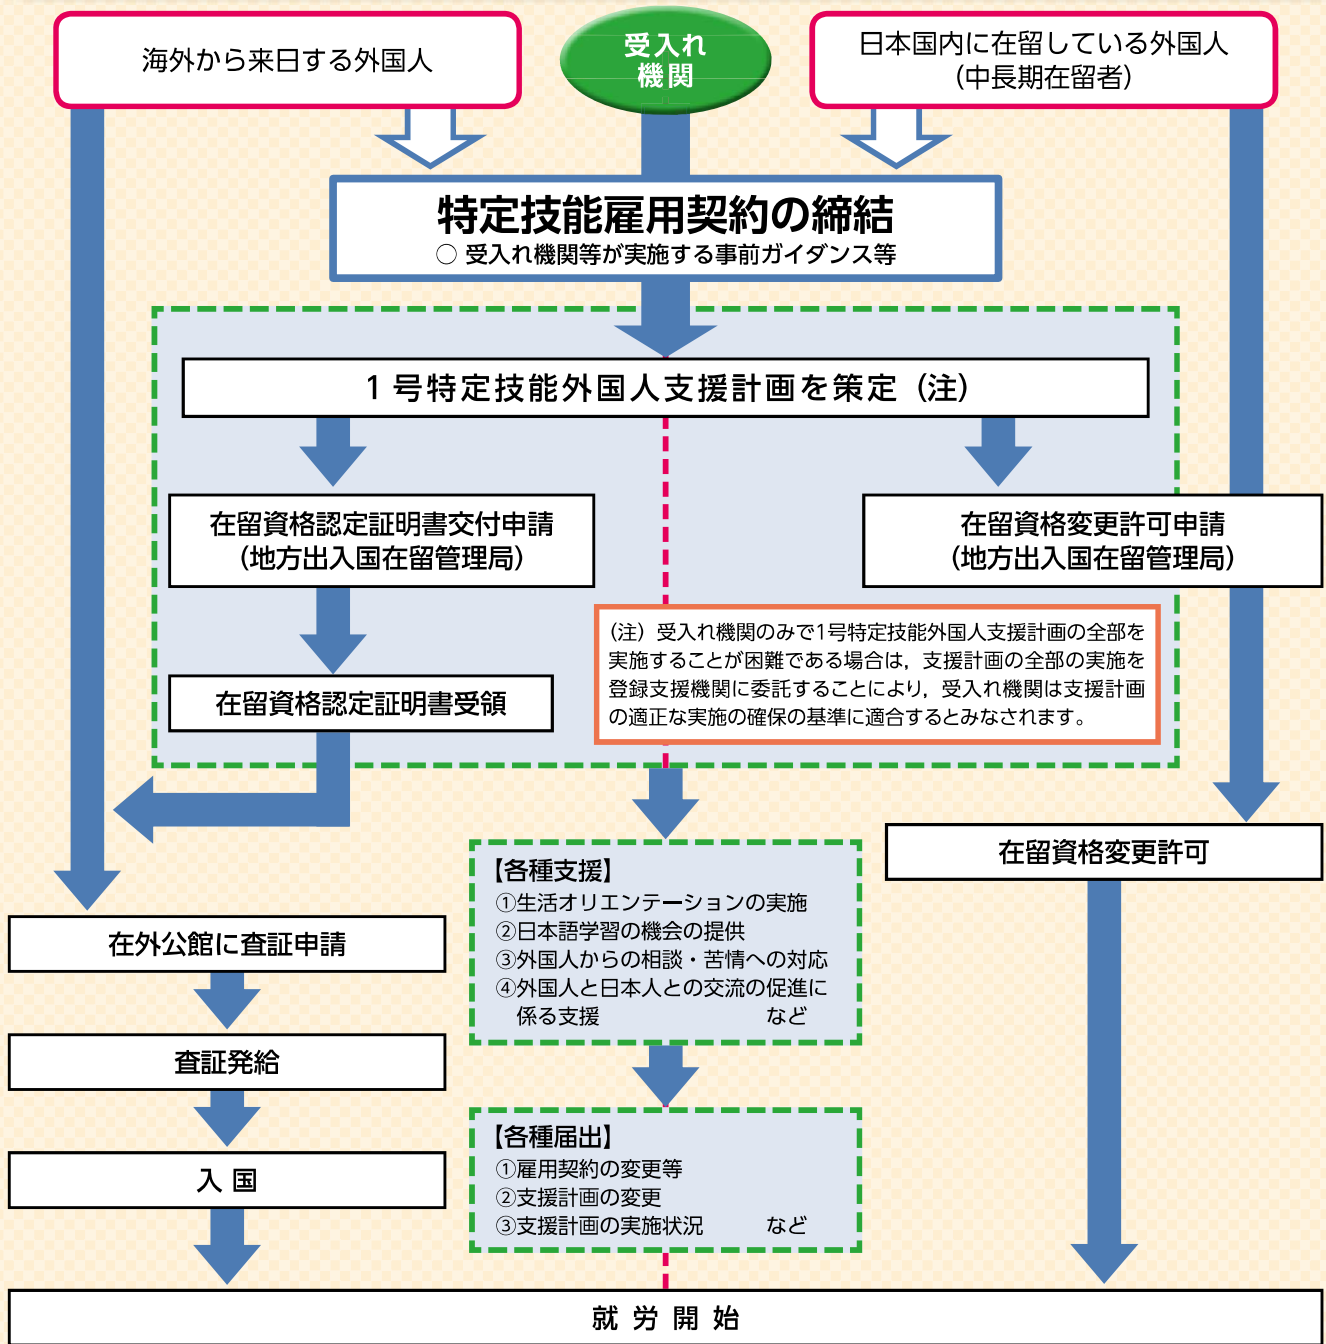 海外から来日する外国人
受入れ
機関
日本国内に在留している外国人
（中長期在留者）
特定技能雇用契約の締結
○ 受入れ機関等が実施する事前ガイダンス等
1 号特定技能外国人支援計画を策定（注）
在留資格認定証明書交付申請
（地方出入国在留管理局）
在留資格変更許可申請
（地方出入国在留管理局）
（注）受入れ機関のみで1号特定技能外国人支援計画の全部を
実施することが困難である場合は，支援計画の全部の実施を
登録支援機関に委託することにより，受入れ機関は支援計画
の適正な実施の確保の基準に適合するとみなされます。
在留資格認定証明書受領
在留資格変更許可
【各種支援】
①生活オリエンテーションの実施
②日本語学習の機会の提供
③外国人からの相談・苦情への対応
④外国人と日本人との交流の促進に
係る支援 など
在外公館に査証申請
査証発給
入 国
【各種届出】
①雇用契約の変更等
②支援計画の変更
③支援計画の実施状況 など
就 労 開 始